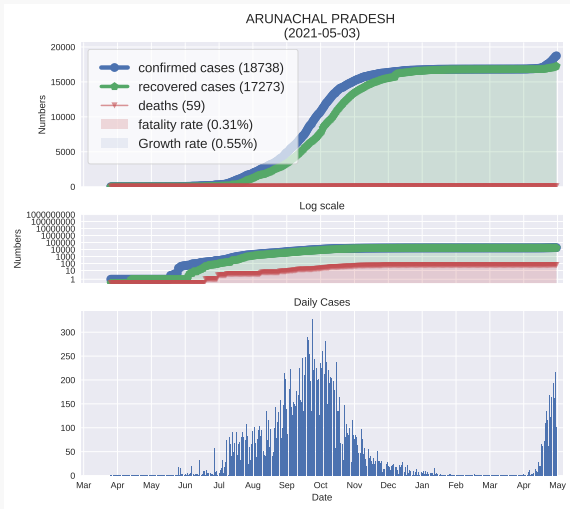 ARUNACHAL PRADESH
(2021-05-03)
20000
15000
10000
5000
0
Numbers
confirmed cases (18738)
recovered cases (17273)
deaths (59)
fatality rate (0.31%)
Growth rate (0.55%)
Log scale
1000000000
100000000
1000000
100000
10000
1000
100
10
1
Numbers
Daily Cases
300
250
200
150
100
50
0
Mar Apr May Jun Jul Aug Sep Oct Nov Dec Jan Feb Mar Apr May
Date